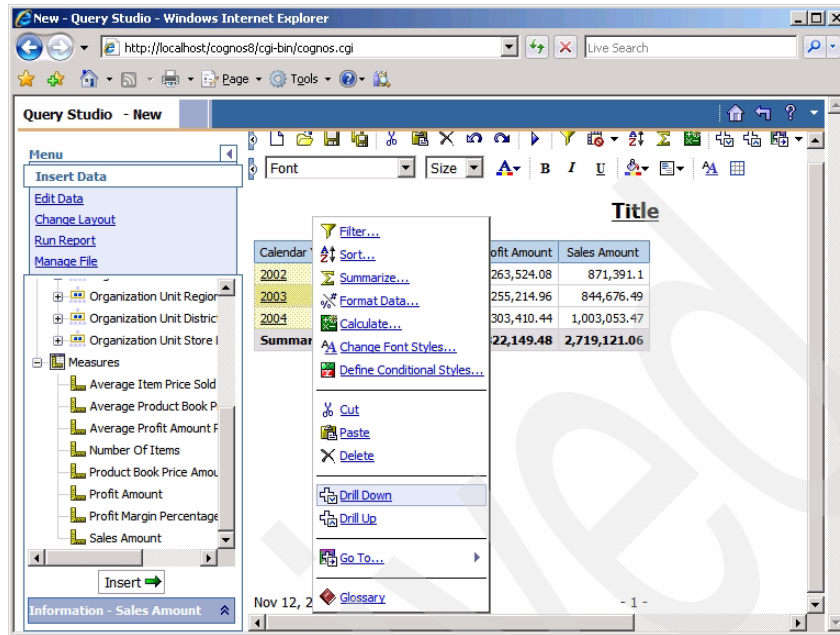 New - Query Studio - Windows Internet Explorer
http://localhost/cognos8/cgi-bin/cognos.cgi
Live Search
Page
Tools
Query Studio - New
Menu
Insert Data
Edit Data
Change Layout
Run Report
Manage File
Organization Unit Region
Organization Unit Distric
Organization Unit Store
Measures
Average Item Price Sold
Average Product Book P
Average Profit Amount
Number Of Items
Product Book Price Amou
Profit Amount
Profit Margin Percentage
Sales Amount
Insert
Information - Sales Amount
Font Size A B I U
Title
Calendar ofit Amount Sales Amount
2002 263,524.08 871,391.1
2003 255,214.96 844,676.49
2004 303,410.44 1,003,053.47
Summar 22,149.48 2,719,121.06
Filter...
Sort...
Summarize...
Format Data...
Calculate...
Change Font Styles...
Define Conditional Styles...
Cut
Paste
Delete
Drill Down
Drill Up
Go To...
Glossary
Nov 12, 2 - 1 -